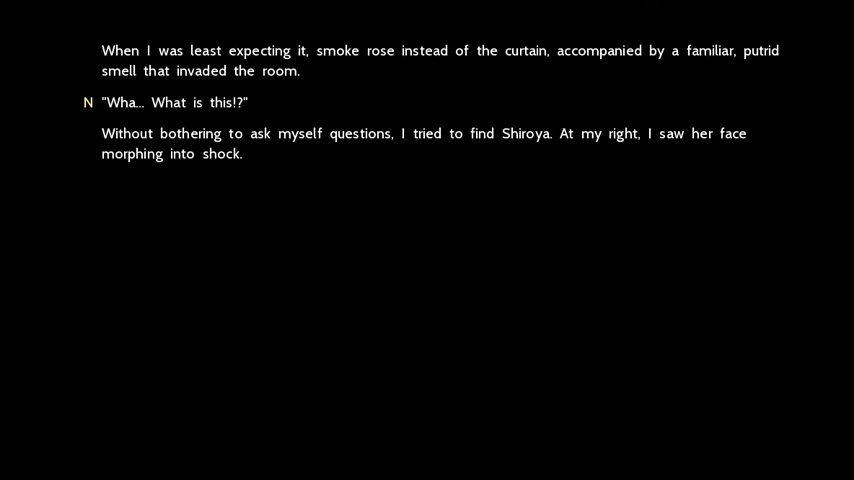 When I was least expecting it, smoke rose instead of the curtain, accompanied by a familiar, putrid
smell that invaded the room.
N "Wha... What is this!?"
Without bothering to ask myself questions, I tried to find Shiroya. At my right, I saw her face
morphing into shock.